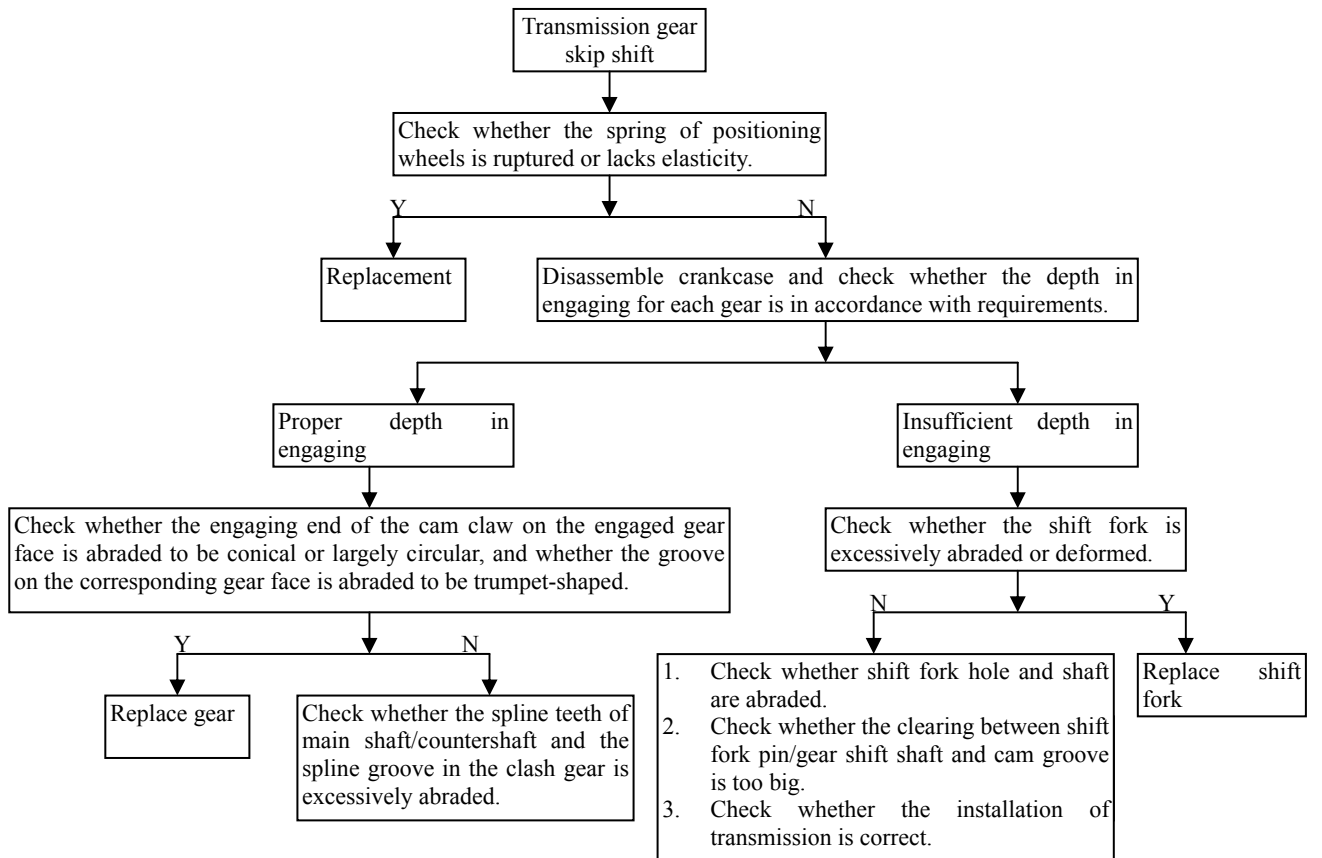 Transmission gear
skip shift
Check whether the spring of positioning
wheels is ruptured or lacks elasticity.
Y
N
Replacement
Disassemble crankcase and check whether the depth in
engaging for each gear is in accordance with requirements.
Proper depth in
engaging
Insufficient depth in
engaging
Check whether the engaging end of the cam claw on the engaged gear
face is abraded to be conical or largely circular, and whether the groove
on the corresponding gear face is abraded to be trumpet-shaped.
Check whether the shift fork is
excessively abraded or deformed.
Y
N
N
Y
Replace gear
Check whether the spline teeth of
main shaft/countershaft and the
spline groove in the clash gear is
excessively abraded.
1. Check whether shift fork hole and shaft
are abraded.
2. Check whether the clearing between shift
fork pin/gear shift shaft and cam groove
is too big.
3. Check whether the installation of
transmission is correct.
Replace shift
fork